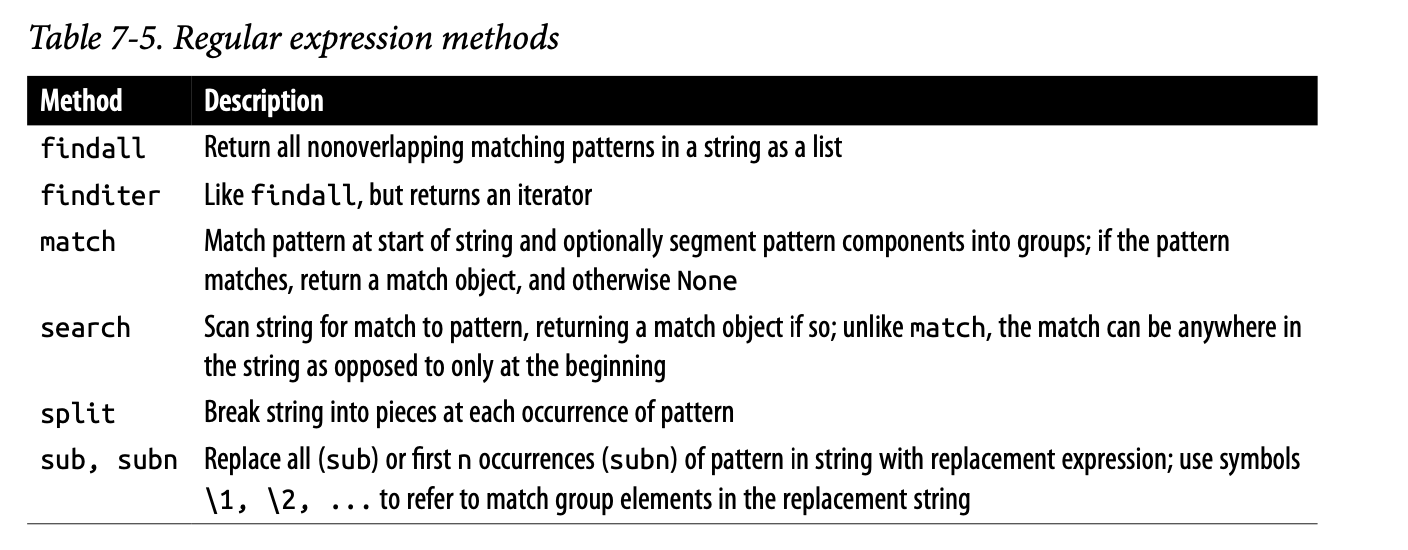 Table 7-5. Regular expression methods
Method Description
findall Return all nonoverlapping matching patterns in a string as a list
finditer Like findall, but returns an iterator
match Match pattern at start of string and optionally segment pattern components into groups; if the pattern
matches, return a match object, and otherwise None
search Scan string for match to pattern, returning a match object if so; unlike match, the match can be anywhere in
the string as opposed to only at the beginning
split Break string into pieces at each occurrence of pattern
sub, subn Replace all (sub) or first n occurrences (subn) of pattern in string with replacement expression; use symbols
\1, \2, ... to refer to match group elements in the replacement string